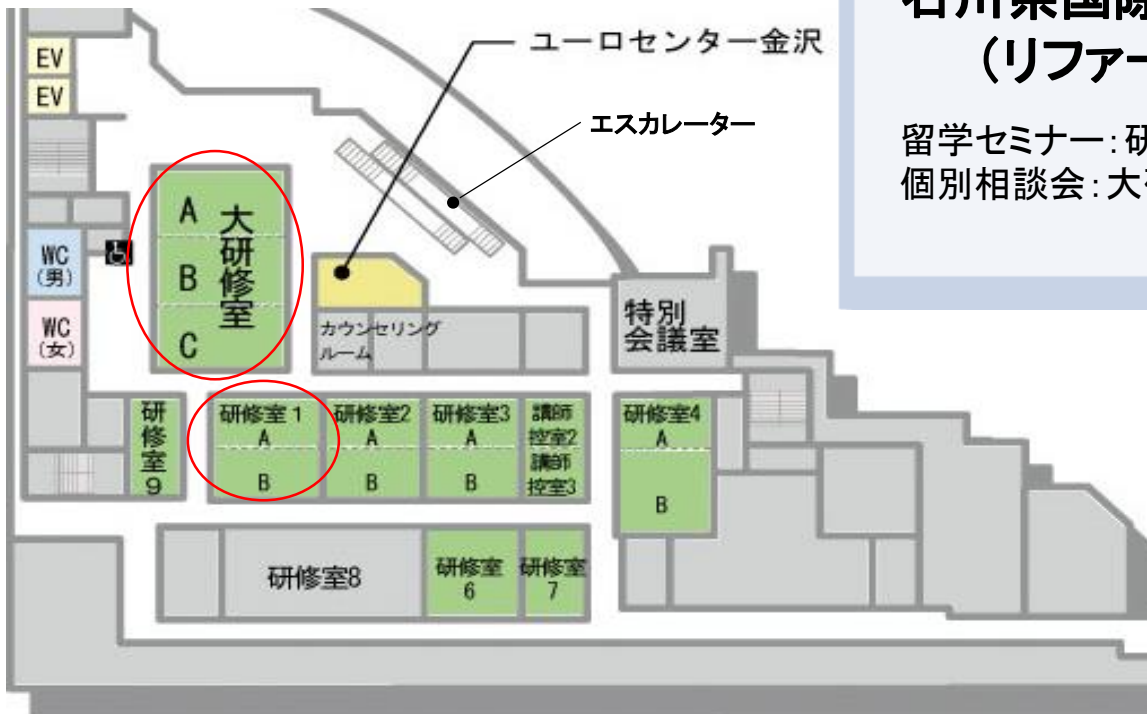 石川県国際
(リファー
留学セミナー:研
個別相談会:大
ユーロセンター金沢
エスカレーター
EV
EV
WC
(男)
WC
(女)
A
B
C
大研修室
カウンセリング
ルーム
特別
会議室
研修室9
研修室1
A
B
研修室2
A
B
研修室3
A
B
講師
控室2
講師
控室3
研修室4
A
B
研修室8
研修室
6
研修室
7